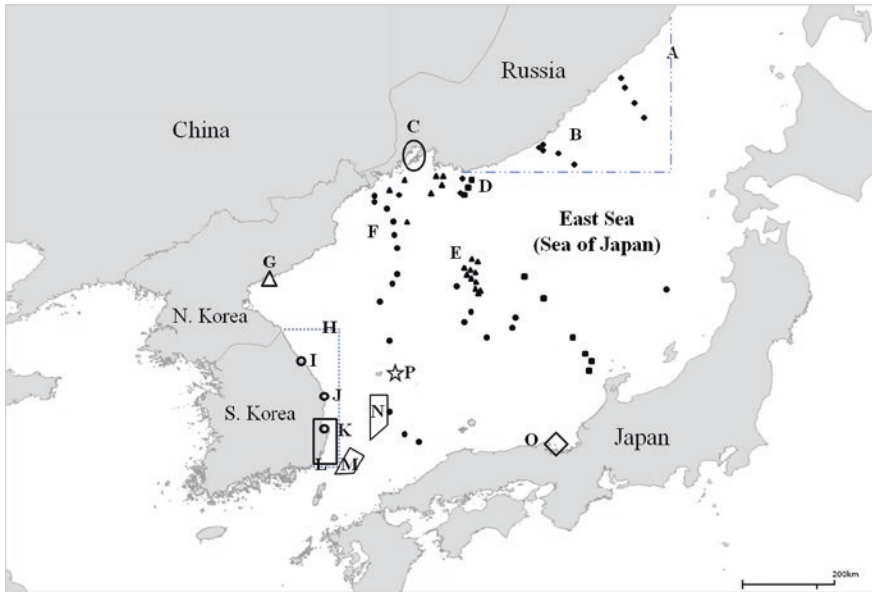 A
Russia
C
China
B
D
East Sea
(Sea of Japan)
F
E
G
N. Korea
H
I
P
J
S. Korea
N
K
O
Japan
L
M
200km